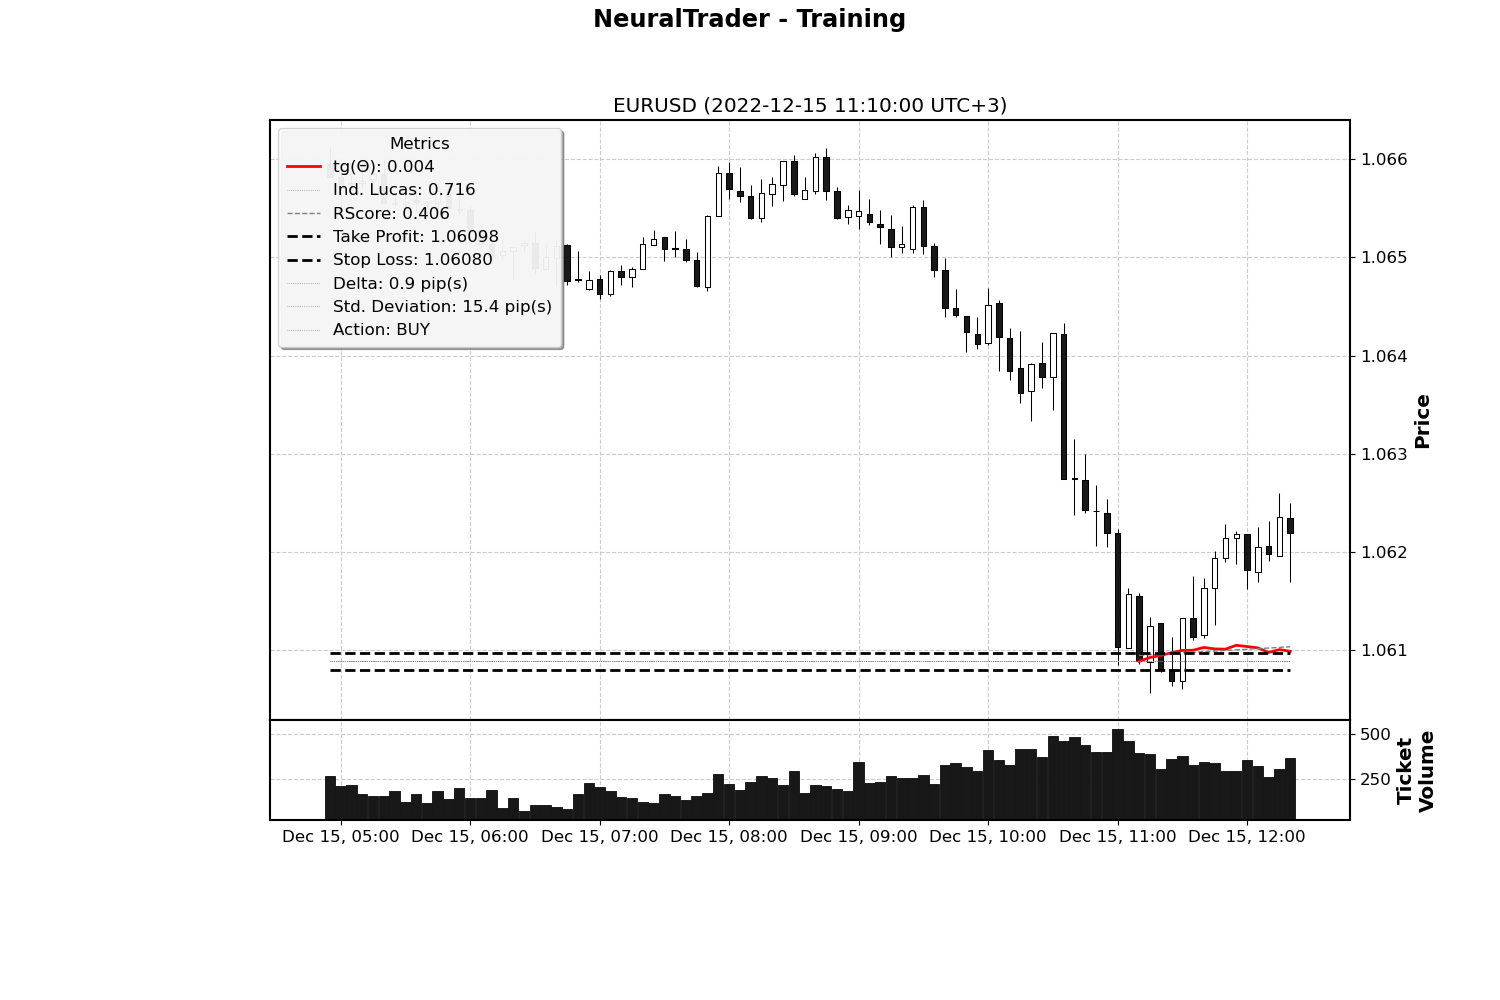 NeuralTrader - Training
EURUSD (2022-12-15 11:10:00 UTC+3)
Metrics
tg(Θ): 0.004
Ind. Lucas: 0.716
RScore: 0.406
Take Profit: 1.06098
Stop Loss: 1.06080
Delta: 0.9 pip(s)
Std. Deviation: 15.4 pip(s)
Action: BUY
1.066
1.065
1.064
1.063
1.062
1.061
Price
500
250
Ticket
Volume
Dec 15, 05:00
Dec 15, 06:00
Dec 15, 07:00
Dec 15, 08:00
Dec 15, 09:00
Dec 15, 10:00
Dec 15, 11:00
Dec 15, 12:00